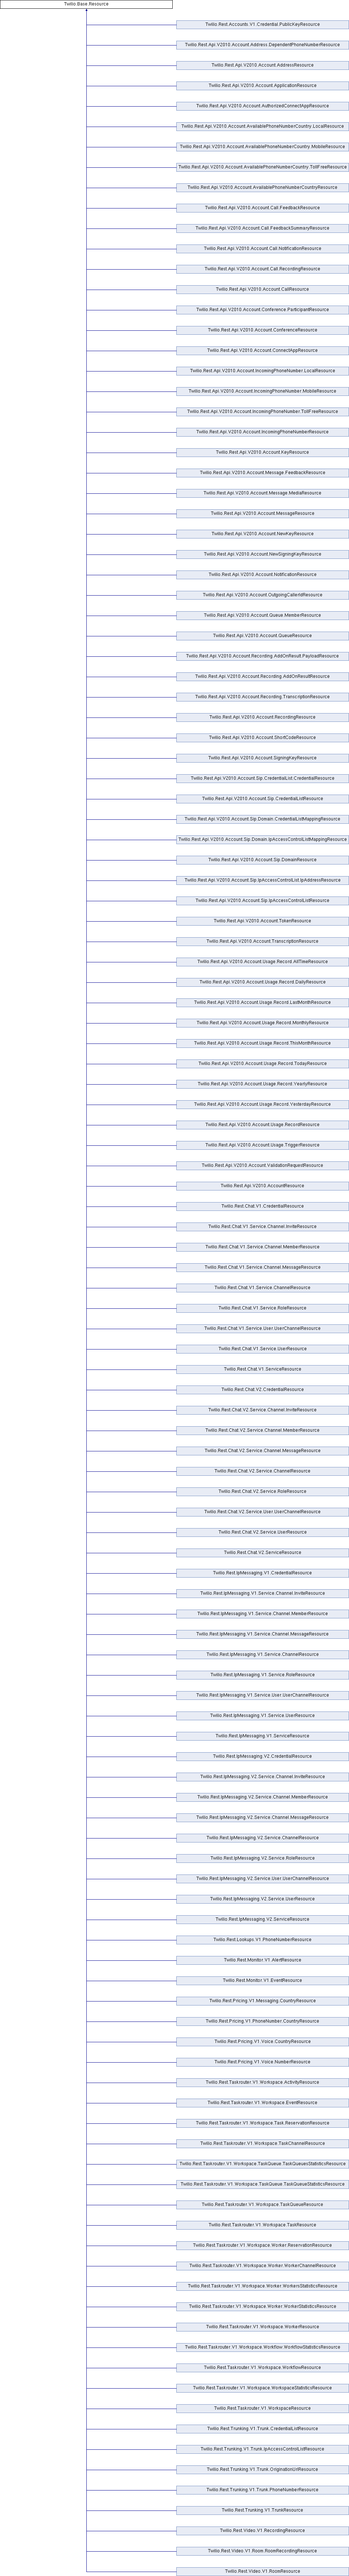 Twilio.Base.Resource
Twilio.Rest.Accounts.V1.Credential.PublicKeyResource
Twilio.Rest.Api.V2010.Account.Address.DependentPhoneNumberResource
Twilio.Rest.Api.V2010.Account.AddressResource
Twilio.Rest.Api.V2010.Account.ApplicationResource
Twilio.Rest.Api.V2010.Account.AuthorizedConnectAppResource
Twilio.Rest.Api.V2010.Account.AvailablePhoneNumberCountry.LocalResource
Twilio.Rest.Api.V2010.Account.AvailablePhoneNumberCountry.MobileResource
Twilio.Rest.Api.V2010.Account.AvailablePhoneNumberCountry.TollFreeResource
Twilio.Rest.Api.V2010.Account.AvailablePhoneNumberCountryResource
Twilio.Rest.Api.V2010.Account.Call.FeedbackResource
Twilio.Rest.Api.V2010.Account.Call.FeedbackSummaryResource
Twilio.Rest.Api.V2010.Account.Call.NotificationResource
Twilio.Rest.Api.V2010.Account.Call.RecordingResource
Twilio.Rest.Api.V2010.Account.CallResource
Twilio.Rest.Api.V2010.Account.Conference.ParticipantResource
Twilio.Rest.Api.V2010.Account.ConferenceResource
Twilio.Rest.Api.V2010.Account.ConnectAppResource
Twilio.Rest.Api.V2010.Account.IncomingPhoneNumber.LocalResource
Twilio.Rest.Api.V2010.Account.IncomingPhoneNumber.MobileResource
Twilio.Rest.Api.V2010.Account.IncomingPhoneNumber.TollFreeResource
Twilio.Rest.Api.V2010.Account.IncomingPhoneNumberResource
Twilio.Rest.Api.V2010.Account.KeyResource
Twilio.Rest.Api.V2010.Account.Message.FeedbackResource
Twilio.Rest.Api.V2010.Account.Message.MediaResource
Twilio.Rest.Api.V2010.Account.MessageResource
Twilio.Rest.Api.V2010.Account.NewKeyResource
Twilio.Rest.Api.V2010.Account.NewSigningKeyResource
Twilio.Rest.Api.V2010.Account.NotificationResource
Twilio.Rest.Api.V2010.Account.OutgoingCallerIdResource
Twilio.Rest.Api.V2010.Account.Queue.MemberResource
Twilio.Rest.Api.V2010.Account.QueueResource
Twilio.Rest.Api.V2010.Account.Recording.AddOnResult.PayloadResource
Twilio.Rest.Api.V2010.Account.Recording.AddOnResultResource
Twilio.Rest.Api.V2010.Account.Recording.TranscriptionResource
Twilio.Rest.Api.V2010.Account.RecordingResource
Twilio.Rest.Api.V2010.Account.ShortCodeResource
Twilio.Rest.Api.V2010.Account.SigningKeyResource
Twilio.Rest.Api.V2010.Account.Sip.CredentialList.CredentialResource
Twilio.Rest.Api.V2010.Account.Sip.CredentialListResource
Twilio.Rest.Api.V2010.Account.Sip.Domain.CredentialListMappingResource
Twilio.Rest.Api.V2010.Account.Sip.Domain.IpAccessControlListMappingResource
Twilio.Rest.Api.V2010.Account.Sip.DomainResource
Twilio.Rest.Api.V2010.Account.Sip.IpAccessControlList.IpAddressResource
Twilio.Rest.Api.V2010.Account.Sip.IpAccessControlListResource
Twilio.Rest.Api.V2010.Account.TokenResource
Twilio.Rest.Api.V2010.Account.TranscriptionResource
Twilio.Rest.Api.V2010.Account.Usage.Record.AllTimeResource
Twilio.Rest.Api.V2010.Account.Usage.Record.DailyResource
Twilio.Rest.Api.V2010.Account.Usage.Record.LastMonthResource
Twilio.Rest.Api.V2010.Account.Usage.Record.MonthlyResource
Twilio.Rest.Api.V2010.Account.Usage.Record.ThisMonthResource
Twilio.Rest.Api.V2010.Account.Usage.Record.TodayResource
Twilio.Rest.Api.V2010.Account.Usage.Record.YearlyResource
Twilio.Rest.Api.V2010.Account.Usage.Record.YesterdayResource
Twilio.Rest.Api.V2010.Account.Usage.RecordResource
Twilio.Rest.Api.V2010.Account.Usage.TriggerResource
Twilio.Rest.Api.V2010.Account.ValidationRequestResource
Twilio.Rest.Api.V2010.AccountResource
Twilio.Rest.Chat.V1.CredentialResource
Twilio.Rest.Chat.V1.Service.Channel.InviteResource
Twilio.Rest.Chat.V1.Service.Channel.MemberResource
Twilio.Rest.Chat.V1.Service.Channel.MessageResource
Twilio.Rest.Chat.V1.Service.ChannelResource
Twilio.Rest.Chat.V1.Service.RoleResource
Twilio.Rest.Chat.V1.Service.User.UserChannelResource
Twilio.Rest.Chat.V1.Service.UserResource
Twilio.Rest.Chat.V1.ServiceResource
Twilio.Rest.Chat.V2.CredentialResource
Twilio.Rest.Chat.V2.Service.Channel.InviteResource
Twilio.Rest.Chat.V2.Service.Channel.MemberResource
Twilio.Rest.Chat.V2.Service.Channel.MessageResource
Twilio.Rest.Chat.V2.Service.ChannelResource
Twilio.Rest.Chat.V2.Service.RoleResource
Twilio.Rest.Chat.V2.Service.User.UserChannelResource
Twilio.Rest.Chat.V2.Service.UserResource
Twilio.Rest.Chat.V2.ServiceResource
Twilio.Rest.IpMessaging.V1.CredentialResource
Twilio.Rest.IpMessaging.V1.Service.Channel.InviteResource
Twilio.Rest.IpMessaging.V1.Service.Channel.MemberResource
Twilio.Rest.IpMessaging.V1.Service.Channel.MessageResource
Twilio.Rest.IpMessaging.V1.Service.ChannelResource
Twilio.Rest.IpMessaging.V1.Service.RoleResource
Twilio.Rest.IpMessaging.V1.Service.User.UserChannelResource
Twilio.Rest.IpMessaging.V1.Service.UserResource
Twilio.Rest.IpMessaging.V1.ServiceResource
Twilio.Rest.IpMessaging.V2.CredentialResource
Twilio.Rest.IpMessaging.V2.Service.Channel.InviteResource
Twilio.Rest.IpMessaging.V2.Service.Channel.MemberResource
Twilio.Rest.IpMessaging.V2.Service.Channel.MessageResource
Twilio.Rest.IpMessaging.V2.Service.ChannelResource
Twilio.Rest.IpMessaging.V2.Service.RoleResource
Twilio.Rest.IpMessaging.V2.Service.User.UserChannelResource
Twilio.Rest.IpMessaging.V2.Service.UserResource
Twilio.Rest.IpMessaging.V2.ServiceResource
Twilio.Rest.Lookups.V1.PhoneNumberResource
Twilio.Rest.Monitor.V1.AlertResource
Twilio.Rest.Monitor.V1.EventResource
Twilio.Rest.Pricing.V1.Messaging.CountryResource
Twilio.Rest.Pricing.V1.PhoneNumber.CountryResource
Twilio.Rest.Pricing.V1.Voice.CountryResource
Twilio.Rest.Pricing.V1.Voice.NumberResource
Twilio.Rest.Taskrouter.V1.Workspace.ActivityResource
Twilio.Rest.Taskrouter.V1.Workspace.EventResource
Twilio.Rest.Taskrouter.V1.Workspace.Task.ReservationResource
Twilio.Rest.Taskrouter.V1.Workspace.TaskChannelResource
Twilio.Rest.Taskrouter.V1.Workspace.TaskQueue.TaskQueuesStatisticsResource
Twilio.Rest.Taskrouter.V1.Workspace.TaskQueue.TaskQueueStatisticsResource
Twilio.Rest.Taskrouter.V1.Workspace.TaskQueueResource
Twilio.Rest.Taskrouter.V1.Workspace.TaskResource
Twilio.Rest.Taskrouter.V1.Workspace.Worker.ReservationResource
Twilio.Rest.Taskrouter.V1.Workspace.Worker.WorkerChannelResource
Twilio.Rest.Taskrouter.V1.Workspace.Worker.WorkersStatisticsResource
Twilio.Rest.Taskrouter.V1.Workspace.Worker.WorkerStatisticsResource
Twilio.Rest.Taskrouter.V1.Workspace.WorkerResource
Twilio.Rest.Taskrouter.V1.Workspace.Workflow.WorkflowStatisticsResource
Twilio.Rest.Taskrouter.V1.Workspace.WorkflowResource
Twilio.Rest.Taskrouter.V1.Workspace.WorkspaceStatisticsResource
Twilio.Rest.Taskrouter.V1.WorkspaceResource
Twilio.Rest.Trunking.V1.Trunk.CredentialListResource
Twilio.Rest.Trunking.V1.Trunk.IpAccessControlListResource
Twilio.Rest.Trunking.V1.Trunk.OriginationUrlResource
Twilio.Rest.Trunking.V1.Trunk.PhoneNumberResource
Twilio.Rest.Trunking.V1.TrunkResource
Twilio.Rest.Video.V1.RecordingResource
Twilio.Rest.Video.V1.Room.RoomRecordingResource
Twilio.Rest.Video.V1.RoomResource